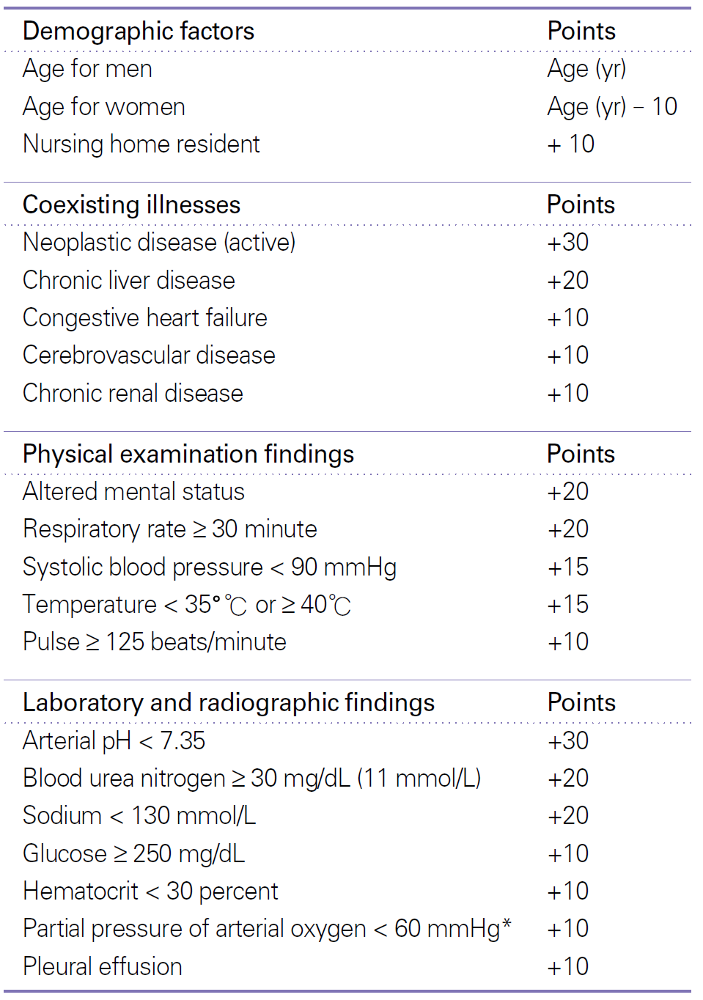 Demographic factors Points
Age for men Age (yr)
Age for women Age (yr) – 10
Nursing home resident + 10
Coexisting illnesses Points
Neoplastic disease (active) +30
Chronic liver disease +20
Congestive heart failure +10
Cerebrovascular disease +10
Chronic renal disease +10
Physical examination findings Points
Altered mental status +20
Respiratory rate ≥ 30 minute +20
Systolic blood pressure < 90 mmHg +15
Temperature < 35° ℃ or ≥ 40℃ +15
Pulse ≥ 125 beats/minute +10
Laboratory and radiographic findings Points
Arterial pH < 7.35 +30
Blood urea nitrogen ≥ 30 mg/dL (11 mmol/L) +20
Sodium < 130 mmol/L +20
Glucose ≥ 250 mg/dL +10
Hematocrit < 30 percent +10
Partial pressure of arterial oxygen < 60 mmHg* +10
Pleural effusion +10